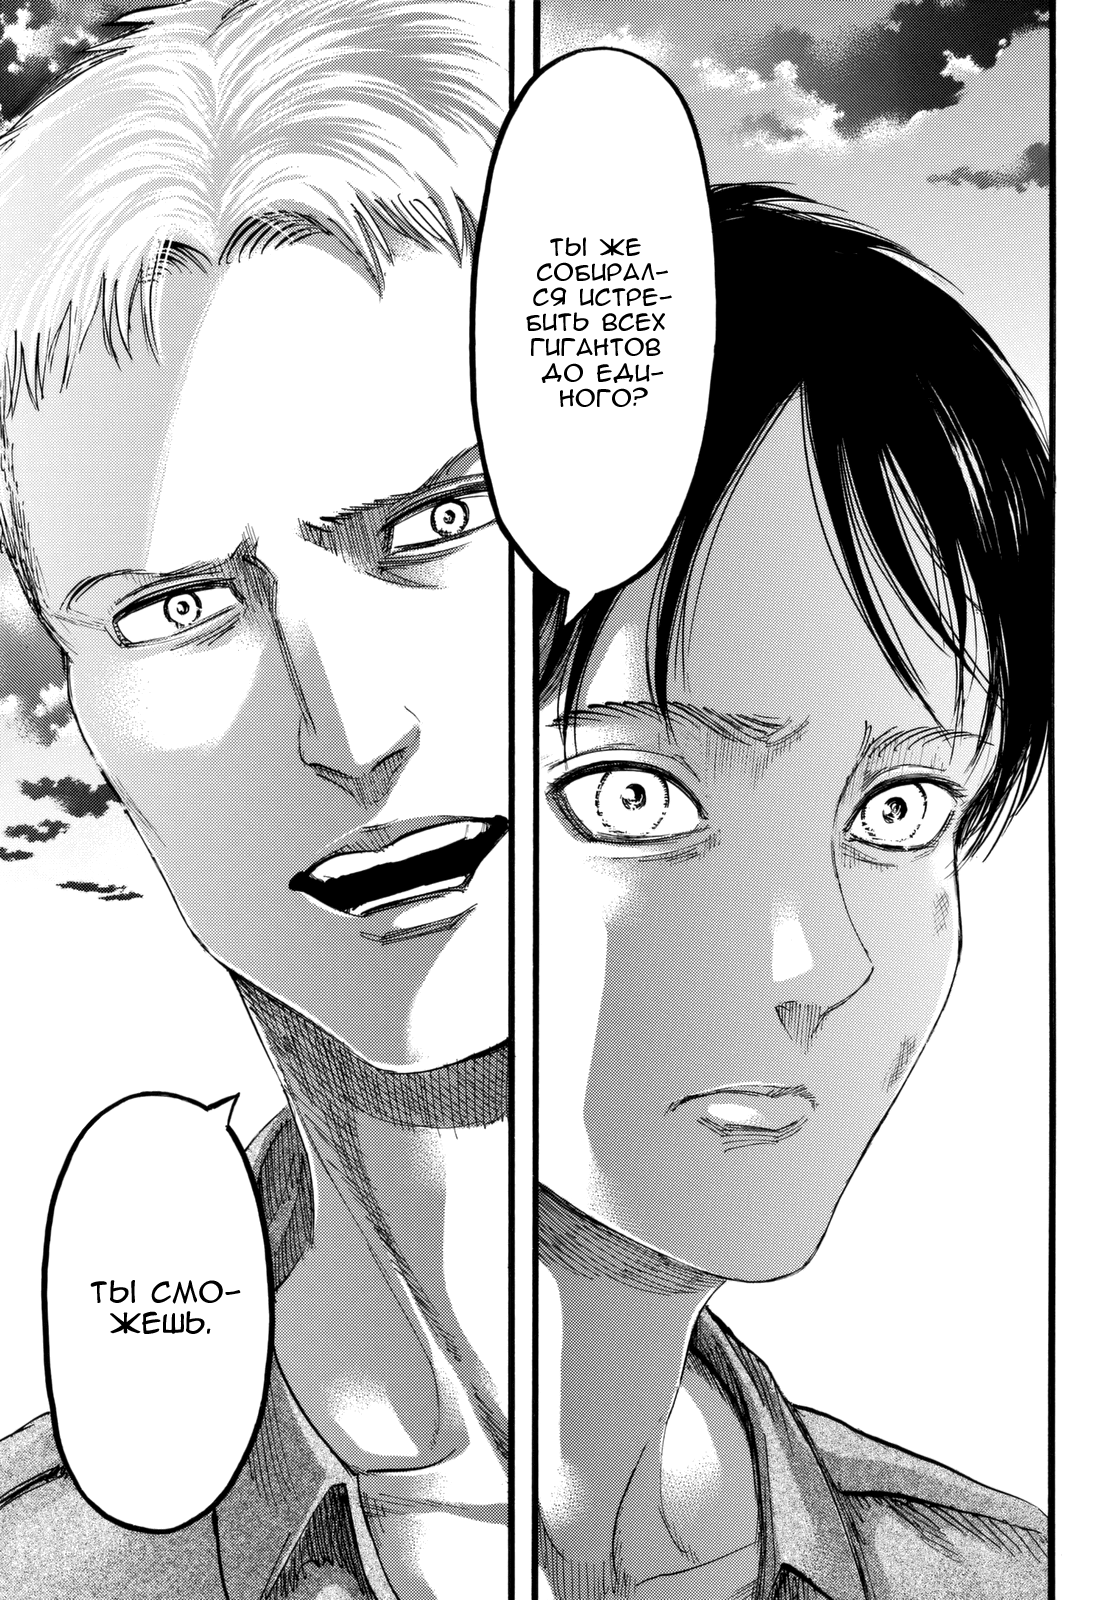 ТЫ ЖЕ
СОБИРАЛ-
СЯ ИСТРЕ-
БИТЬ ВСЕХ
ГИГАНТОВ
ДО ЕДИ-
НОГО?
ТЫ СМО-
ЖЕШЬ.